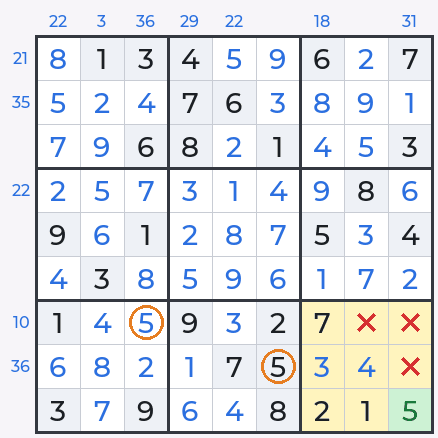 22 3 36 29 22 18 31
21 8 1 3 4 5 9 6 2 7
35 5 2 4 7 6 3 8 9 1
7 9 6 8 2 1 4 5 3
22 2 5 7 3 1 4 9 8 6
9 6 1 2 8 7 5 3 4
4 3 8 5 9 6 1 7 2
10 1 4 5 9 3 2 7
36 6 8 2 1 7 5 3 4
3 7 9 6 4 8 2 1 5